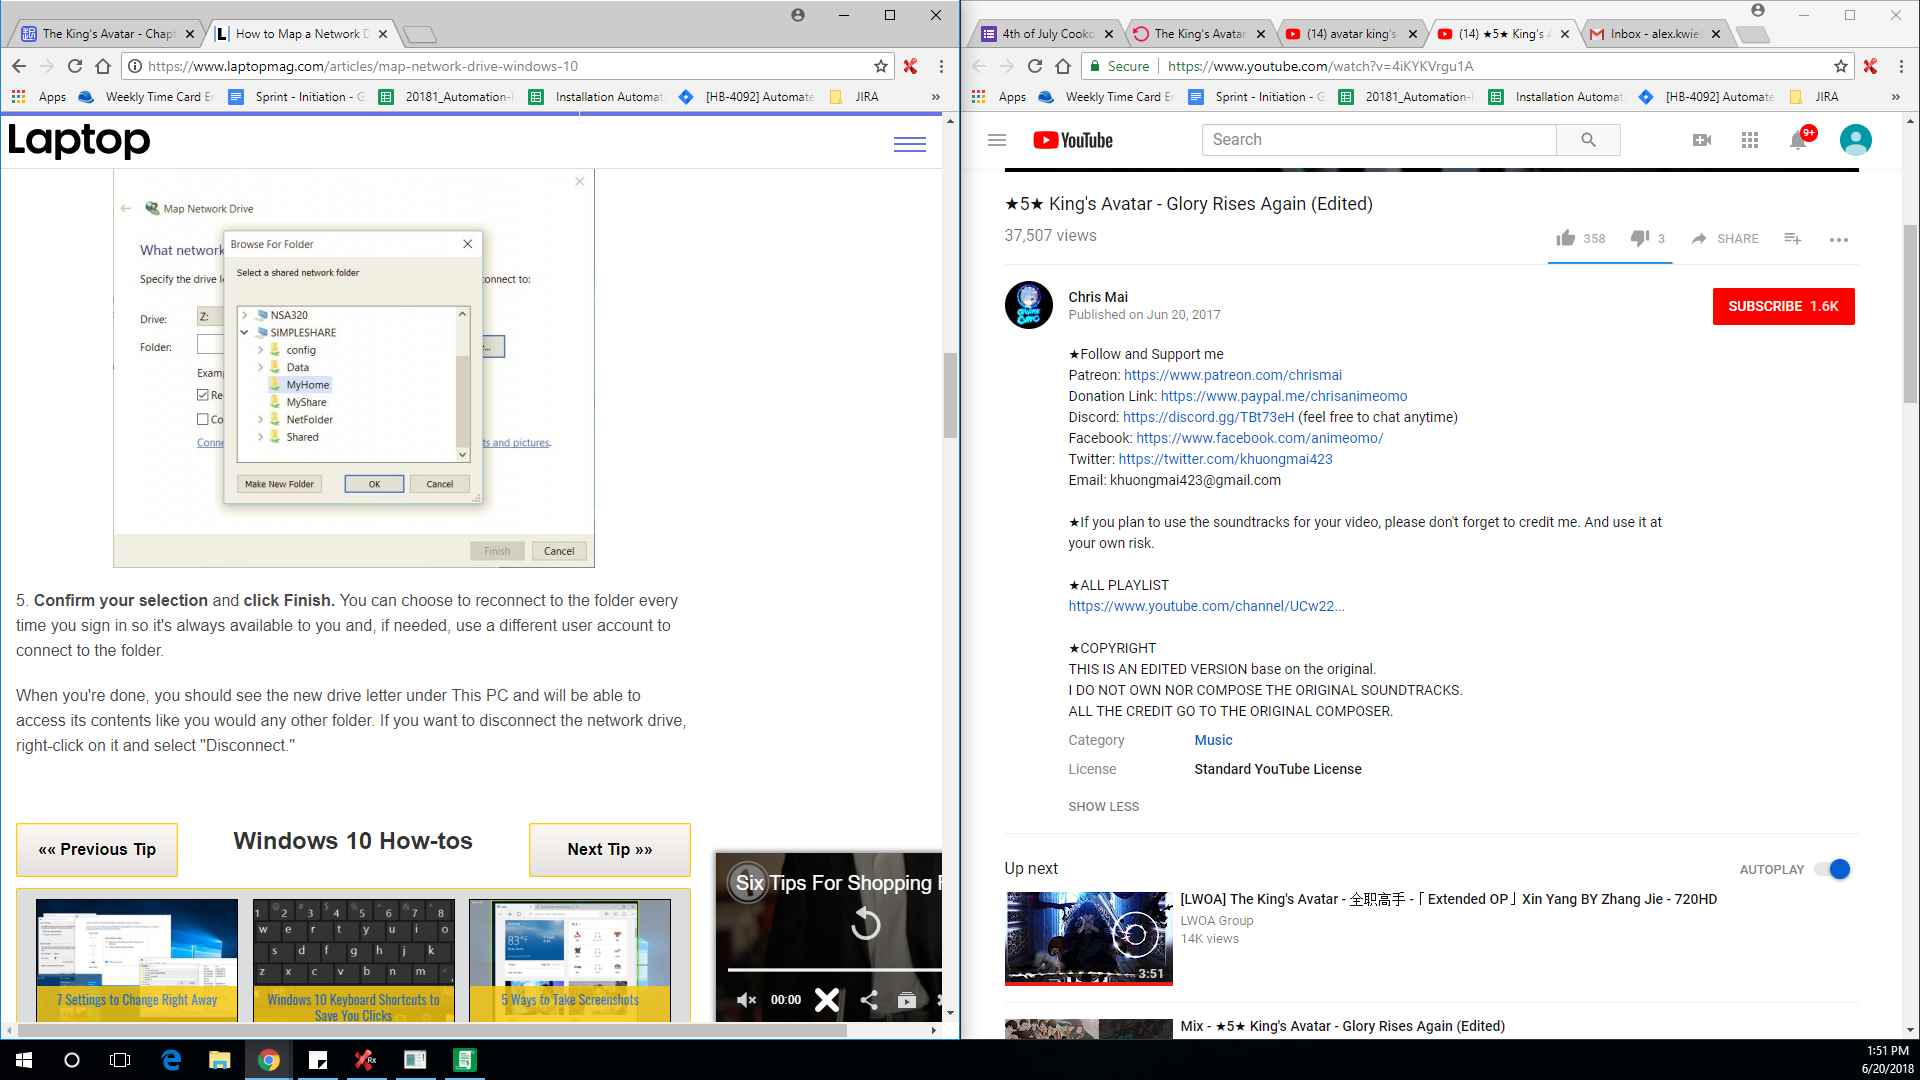 The King's Avatar - Chapt
How to Map a Network D
https://www.laptopmag.com/articles/map-network-drive-windows-10
Apps
Weekly Time Card En
Sprint - Initiation - G
20181_Automation-
Installation Automat
[HB-4092] Automate
JIRA
»
Laptop
Map Network Drive
What network
Specify the drive le
onnect to:
Drive:
Z:
Folder:
Browse For Folder
Select a shared network folder
NSA320
SIMPLESHARE
config
Data
MyHome
MyShare
NetFolder
Shared
Make New Folder
OK
Cancel
Exam
Re
Co
Conne
ts and pictures.
Finish
Cancel
5. Confirm your selection and click Finish. You can choose to reconnect to the folder every
time you sign in so it's always available to you and, if needed, use a different user account to
connect to the folder.
When you're done, you should see the new drive letter under This PC and will be able to
access its contents like you would any other folder. If you want to disconnect the network drive,
right-click on it and select "Disconnect."
«« Previous Tip
Windows 10 How-tos
Next Tip »»
7 Settings to Change Right Away
Windows 10 Keyboard Shortcuts to
Save You Clicks
5 Ways to Take Screenshots
Six Tips For Shopping F
00:00
4th of July Cooko
The King's Avatar
(14) avatar king's
(14) ★5★ King's A
Inbox - alex.kwie
Secure
https://www.youtube.com/watch?v=4iKYKVrgu1A
Apps
Weekly Time Card En
Sprint - Initiation - G
20181_Automation-I
Installation Automat
[HB-4092] Automate
JIRA
»
YouTube
Search
9+
★5★ King's Avatar - Glory Rises Again (Edited)
37,507 views
358
3
SHARE
Chris Mai
Published on Jun 20, 2017
SUBSCRIBE 1.6K
★Follow and Support me
Patreon: https://www.patreon.com/chrismai
Donation Link: https://www.paypal.me/chrisanimeomo
Discord: https://discord.gg/TBt73eH (feel free to chat anytime)
Facebook: https://www.facebook.com/animeomo/
Twitter: https://twitter.com/khuongmai423
Email: khuongmai423@gmail.com
★If you plan to use the soundtracks for your video, please don't forget to credit me. And use it at
your own risk.
★ALL PLAYLIST
https://www.youtube.com/channel/UCw22...
★COPYRIGHT
THIS IS AN EDITED VERSION base on the original.
I DO NOT OWN NOR COMPOSE THE ORIGINAL SOUNDTRACKS.
ALL THE CREDIT GO TO THE ORIGINAL COMPOSER.
Category
Music
License
Standard YouTube License
SHOW LESS
Up next
AUTOPLAY
[LWOA] The King's Avatar - 全职高手 -「 Extended OP」Xin Yang BY Zhang Jie - 720HD
LWOA Group
14K views
3:51
Mix - ★5★ King's Avatar - Glory Rises Again (Edited)
1:51 PM
6/20/2018